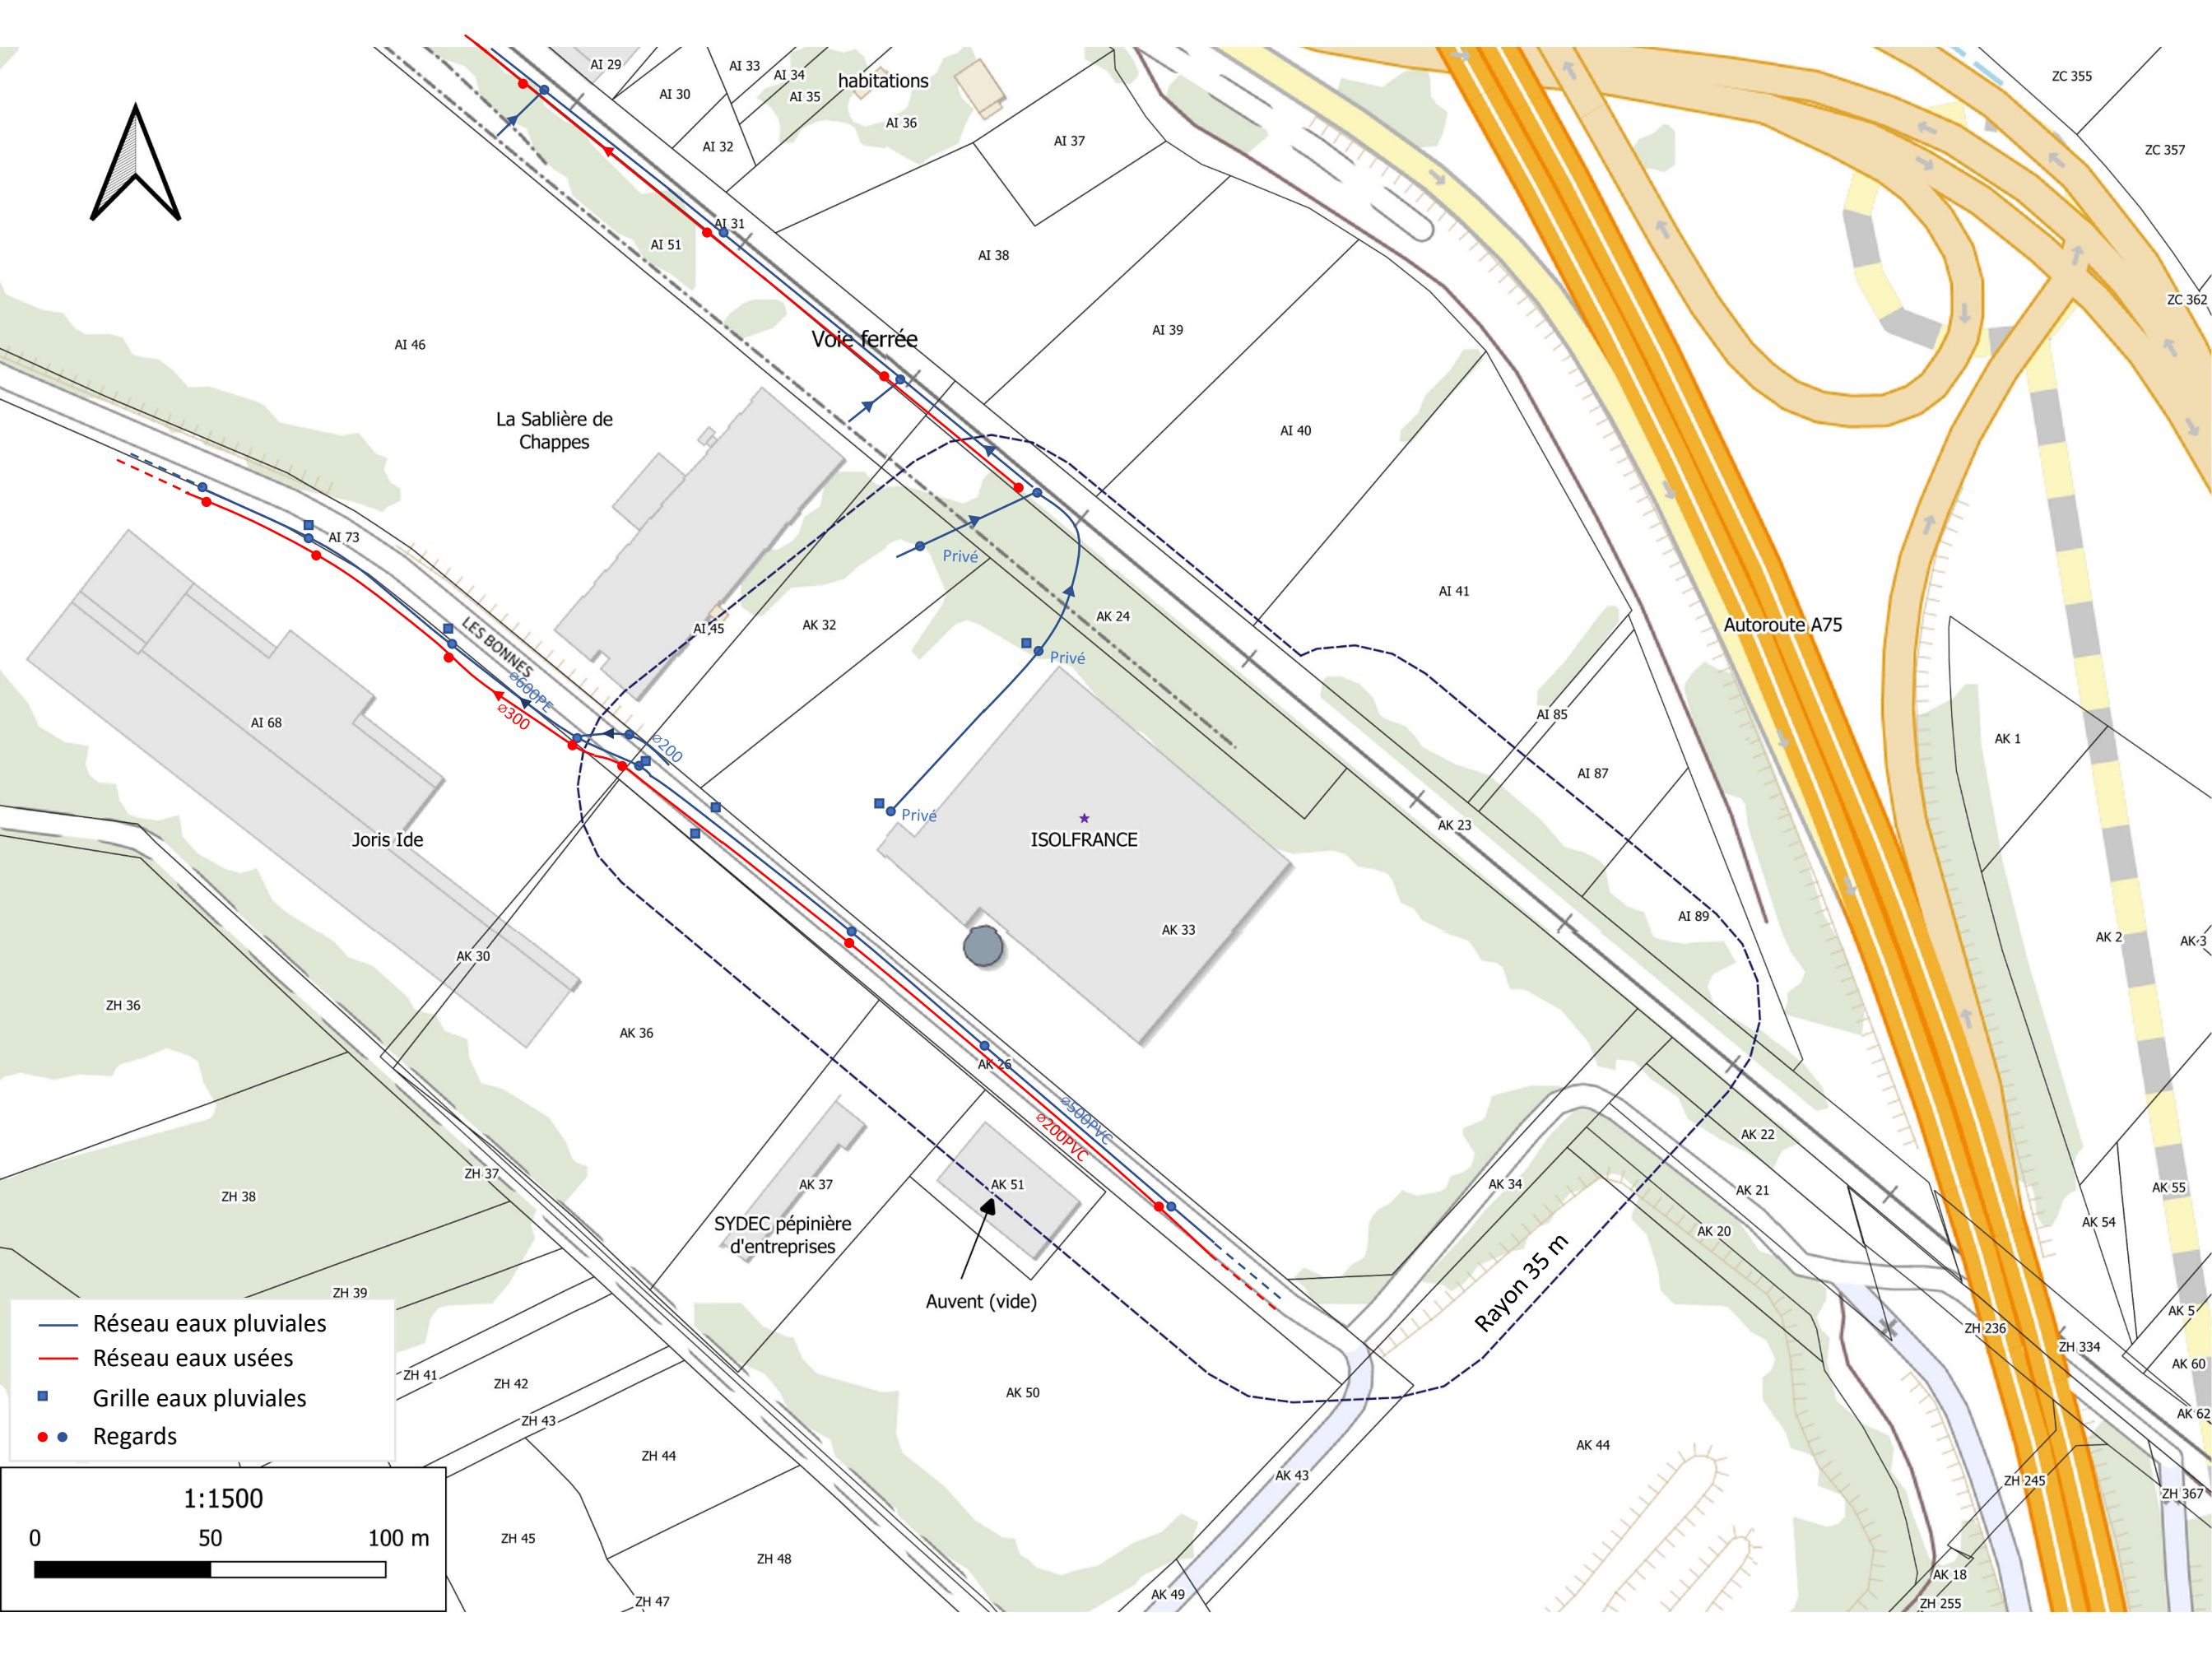 AI 29
AI 33
AI 34
habitations
ZC 355
AI 30
AI 35
AI 36
AI 32
AI 37
ZC 357
AI 31
AI 51
AI 38
ZC 362
AI 46
Voie ferrée
AI 39
La Sablière de
Chappes
AI 40
AI 73
Privé
AI 41
AI 45
AK 32
AK 24
Autoroute A75
LES BONNES
Privé
⌀600PE
⌀300
⌀200
AI 68
AI 85
AK 1
AI 87
Privé
Joris Ide
ISOLFRANCE
AK 23
AI 89
AK 33
AK 2
AK 3
AK 30
ZH 36
AK 36
AK 26
⌀500PVC
⌀200PVC
AK 22
ZH 37
AK 37
AK 51
AK 34
AK 21
AK 55
ZH 38
SYDEC pépinière
d'entreprises
AK 20
AK 54
Rayon 35 m
ZH 39
Auvent (vide)
AK 5
Réseau eaux pluviales
ZH 236
ZH 334
Réseau eaux usées
AK 60
ZH 41
ZH 42
AK 50
Grille eaux pluviales
AK 62
ZH 43
Regards
AK 44
ZH 44
AK 43
ZH 245
ZH 367
1:1500
0 50 100 m
ZH 45
ZH 48
AK 18
AK 49
ZH 47
ZH 255